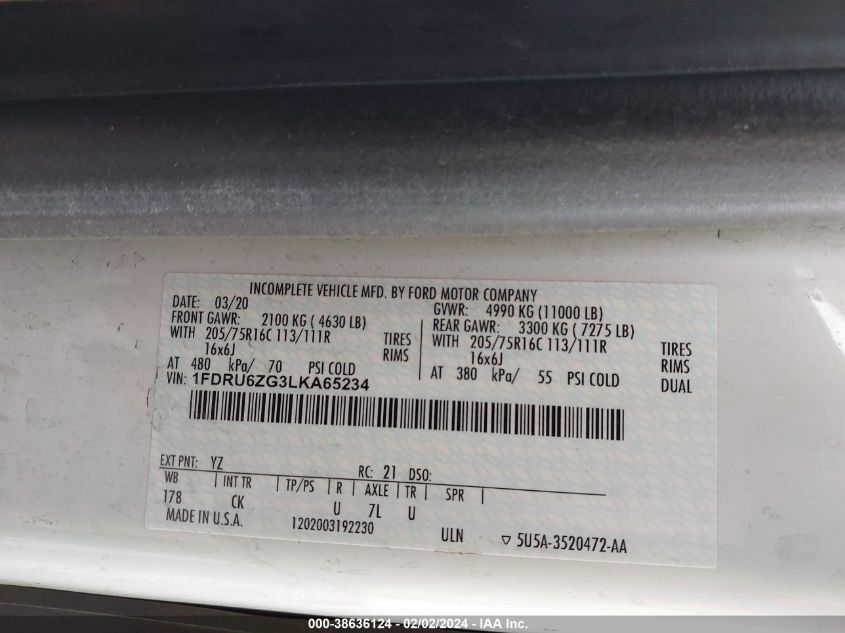 INCOMPLETE VEHICLE MFD. BY FORD MOTOR COMPANY
DATE: 03/20 GVWR: 4990 KG (11000 LB)
FRONT GAWR: 2100 KG ( 4630 LB) REAR GAWR: 3300 KG ( 7275 LB)
WITH 205/75R16C 113/111R TIRES WITH 205/75R16C 113/111R TIRES
16x6J RIMS 16x6J RIMS
AT 480 kPa/ 70 PSI COLD AT 380 kPa/ 55 PSI COLD DUAL
VIN: 1FDRU6ZG3LKA65234
EXT PNT: YZ RC: 21 DSO:
WB INT TR TP/PS R AXLE TR SPR
178 CK U 7L U
MADE IN U.S.A. 1202003192230 ULN ▽ 5U5A-3520472-AA
000-38636124 - 02/02/2024 - IAA Inc.